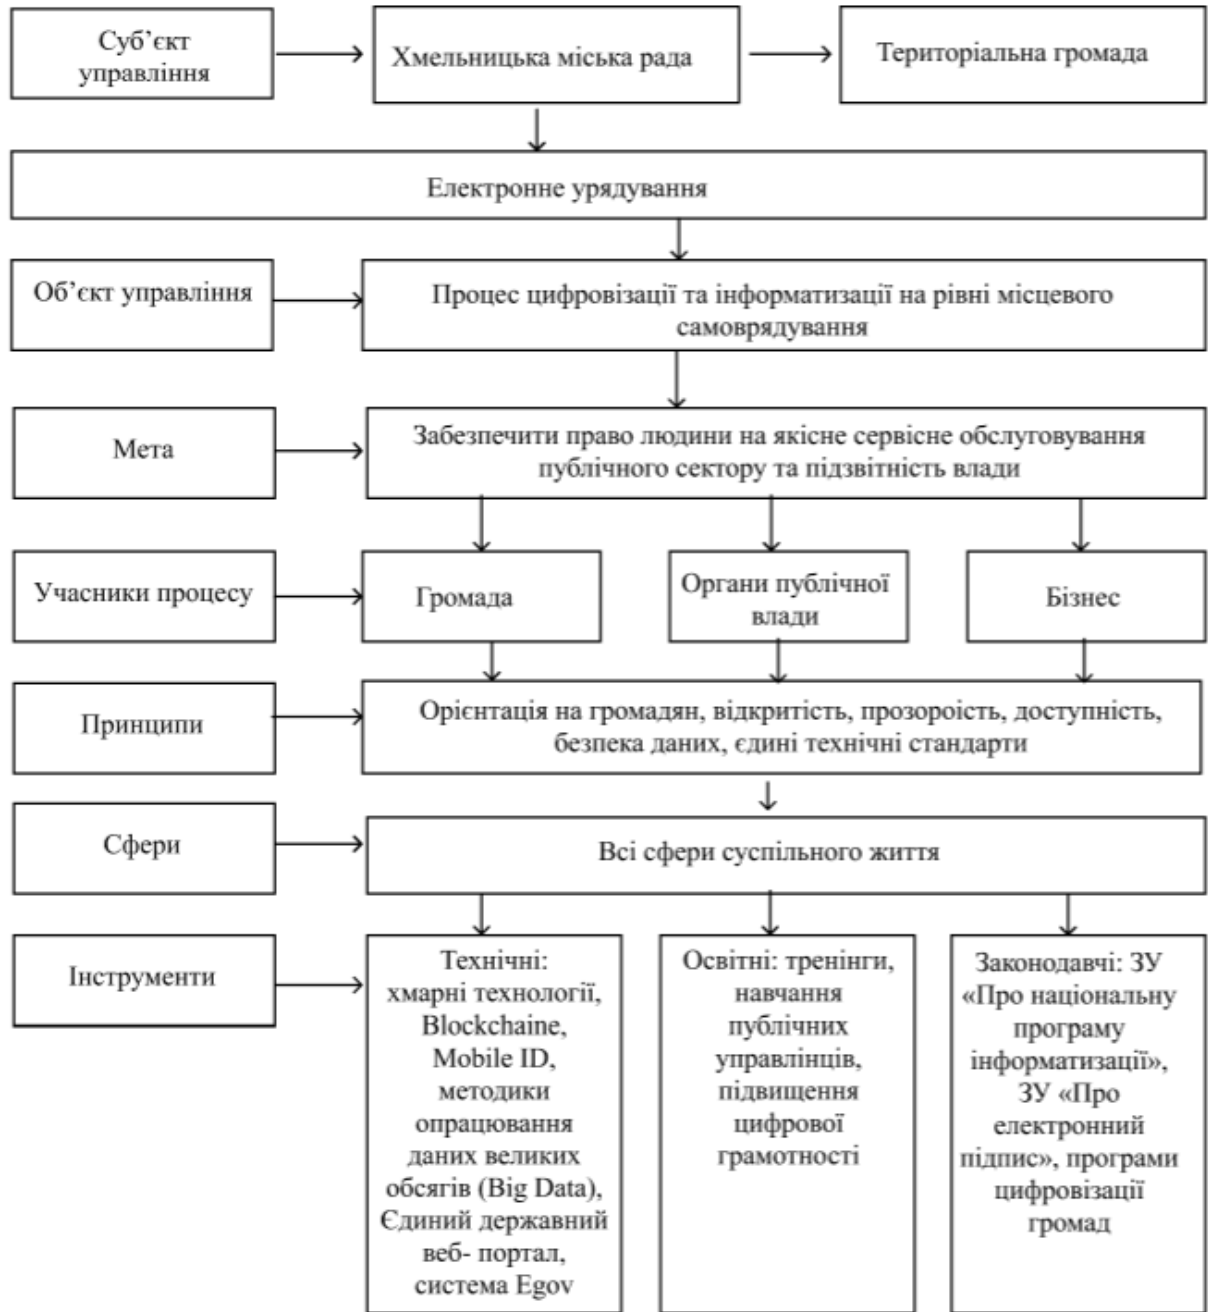 Суб’єкт
управління
Хмельницька міська рада
Територіальна громада
Електронне урядування
Об’єкт управління
Процес цифровізації та інформатизації на рівні місцевого
самоврядування
Мета
Забезпечити право людини на якісне сервісне обслуговування
публічного сектору та підзвітність влади
Учасники процесу
Громада
Органи публічної
влади
Бізнес
Принципи
Орієнтація на громадян, відкритість, прозороість, доступність,
безпека даних, єдині технічні стандарти
Сфери
Всі сфери суспільного життя
Інструменти
Технічні:
хмарні технології,
Blockchaine,
Mobile ID,
методики
опрацювання
даних великих
обсягів (Big Data),
Єдиний державний
веб- портал,
система Egov
Освітні: тренінги,
навчання
публічних
управлінців,
підвищення
цифрової
грамотності
Законодавчі: ЗУ
«Про національну
програму
інформатизації»,
ЗУ «Про
електронний
підпис», програми
цифровізації
громад